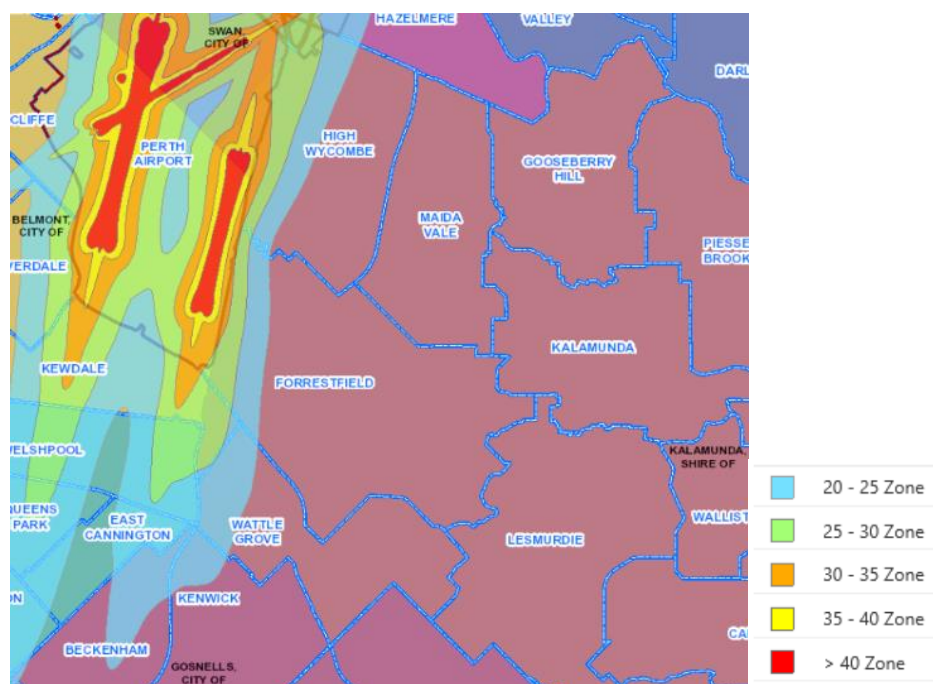 HAZELMERE
VALLEY
SWAN,
CITY OF
DARL
CLIFFE
HIGH
WYCOMBE
PERTH
AIRPORT
GOOSEBERRY
HILL
BELMONT,
CITY OF
MAIDA
VALE
PIESSE
BROOK
VERDALE
KALAMUNDA
KEWDALE
FORRESTFIELD
WELSHPOOL
KALAMUNDA,
SHIRE OF
20 - 25 Zone
QUEENS
PARK
EAST
CANNINGTON
WATTLE
GROVE
WALLIST
25 - 30 Zone
LESMURDIE
30 - 35 Zone
ON
KENWICK
35 - 40 Zone
CA
BECKENHAM
GOSNELLS,
CITY OF
> 40 Zone